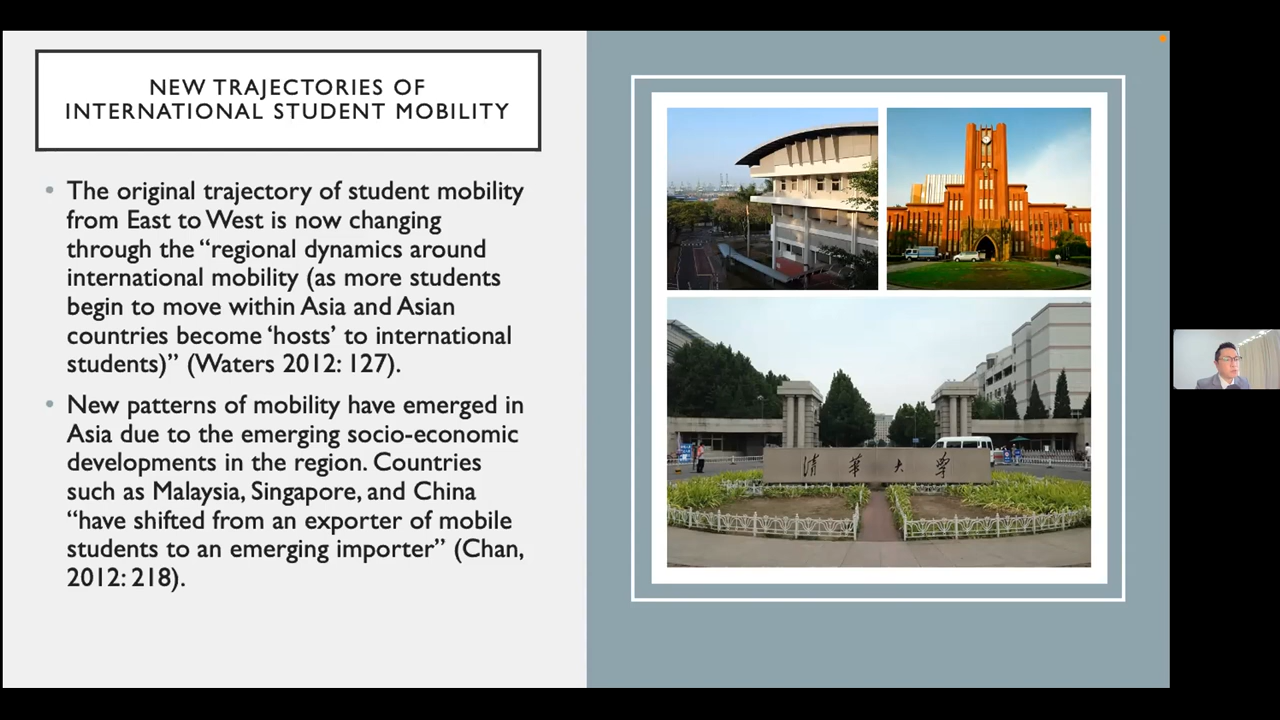 NEW TRAJECTORIES OF
INTERNATIONAL STUDENT MOBILITY
• The original trajectory of student mobility
from East to West is now changing
through the “regional dynamics around
international mobility (as more students
begin to move within Asia and Asian
countries become ‘hosts’ to international
students)” (Waters 2012: 127).
• New patterns of mobility have emerged in
Asia due to the emerging socio-economic
developments in the region. Countries
such as Malaysia, Singapore, and China
“have shifted from an exporter of mobile
students to an emerging importer” (Chan,
2012: 218).
清華大學